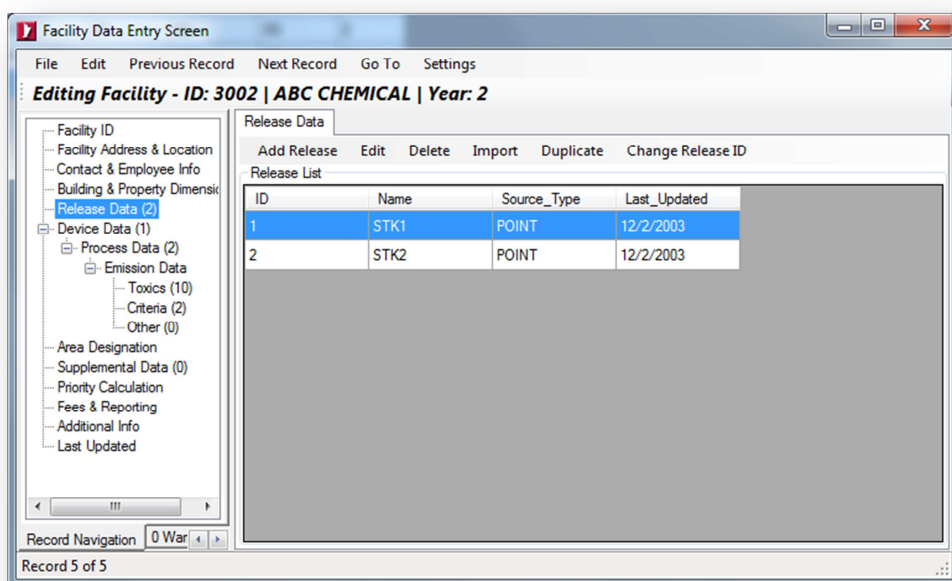 Facility Data Entry Screen
File Edit Previous Record Next Record Go To Settings
Editing Facility - ID: 3002 | ABC CHEMICAL | Year: 2
Facility ID
Facility Address & Location
Contact & Employee Info
Building & Property Dimensic
Release Data (2)
Device Data (1)
Process Data (2)
Emission Data
Toxics (10)
Criteria (2)
Other (0)
Area Designation
Supplemental Data (0)
Priority Calculation
Fees & Reporting
Additional Info
Last Updated
Record Navigation 0 War
Release Data
Add Release Edit Delete Import Duplicate Change Release ID
Release List
ID Name Source_Type Last_Updated
1 STK1 POINT 12/2/2003
2 STK2 POINT 12/2/2003
Record 5 of 5